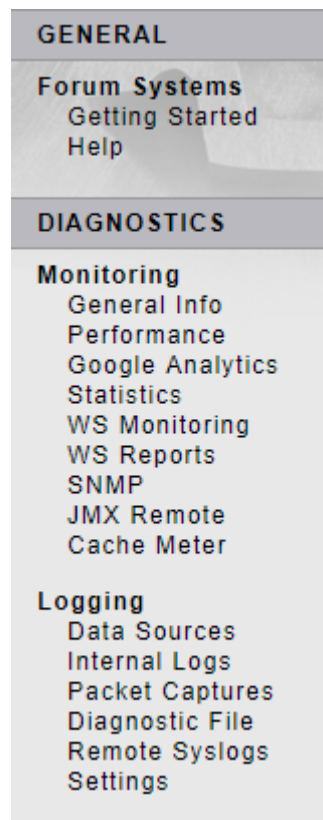 GENERAL
Forum Systems
Getting Started
Help
DIAGNOSTICS
Monitoring
General Info
Performance
Google Analytics
Statistics
WS Monitoring
WS Reports
SNMP
JMX Remote
Cache Meter
Logging
Data Sources
Internal Logs
Packet Captures
Diagnostic File
Remote Syslogs
Settings